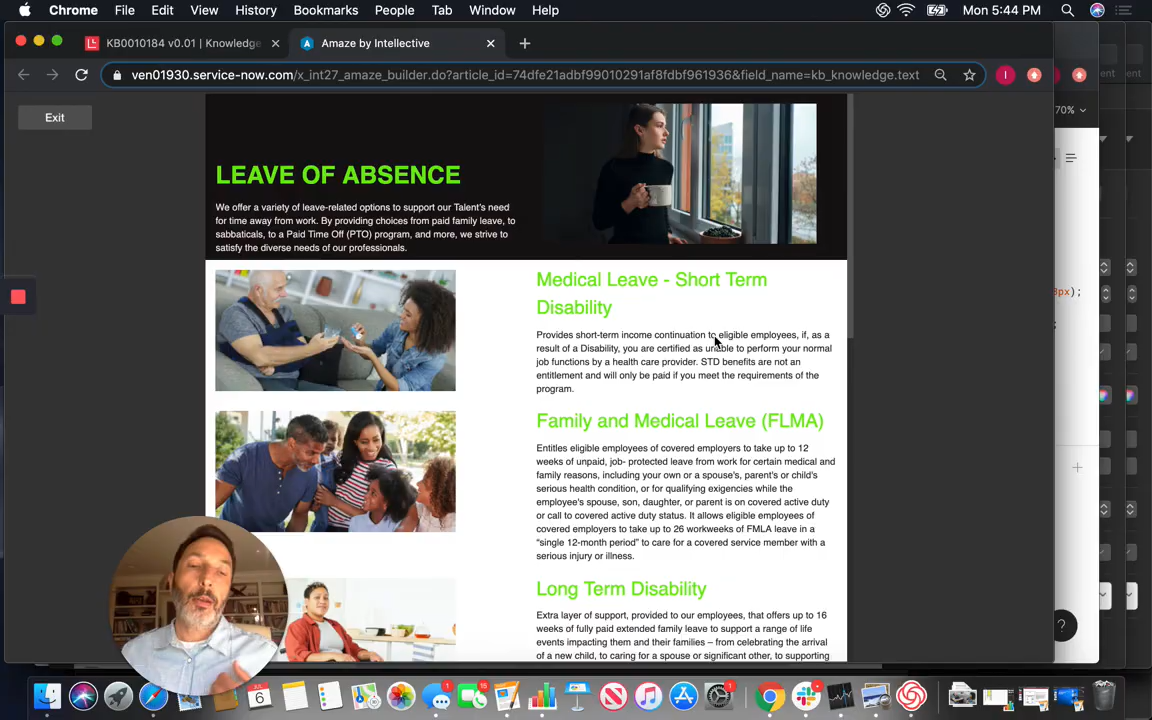 Chrome File Edit View History Bookmarks People Tab Window Help Mon 5:44 PM
KB0010184 v0.01 | Knowledge
Amaze by Intellective
ven01930.service-now.com/x_int27_amaze_builder.do?article_id=74dfe21adbf99010291af8fdbf961936&field_name=kb_knowledge.text
I
70%
Exit
LEAVE OF ABSENCE
We offer a variety of leave-related options to support our Talent's need
for time away from work. By providing choices from paid family leave, to
sabbaticals, to a Paid Time Off (PTO) program, and more, we strive to
satisfy the diverse needs of our professionals.
Medical Leave - Short Term
Disability
Provides short-term income continuation to eligible employees, if, as a
result of a Disability, you are certified as unable to perform your normal
job functions by a health care provider. STD benefits are not an
entitlement and will only be paid if you meet the requirements of the
program.
Family and Medical Leave (FLMA)
Entitles eligible employees of covered employers to take up to 12
weeks of unpaid, job- protected leave from work for certain medical and
family reasons, including your own or a spouse's, parent's or child's
serious health condition, or for qualifying exigencies while the
employee's spouse, son, daughter, or parent is on covered active duty
or call to covered active duty status. It allows eligible employees of
covered employers to take up to 26 workweeks of FMLA leave in a
"single 12-month period" to care for a covered service member with a
serious injury or illness.
Long Term Disability
Extra layer of support, provided to our employees, that offers up to 16
weeks of fully paid extended family leave to support a range of life
events impacting them and their families – from celebrating the arrival
of a new child, to caring for a spouse or significant other, to supporting
px);
?